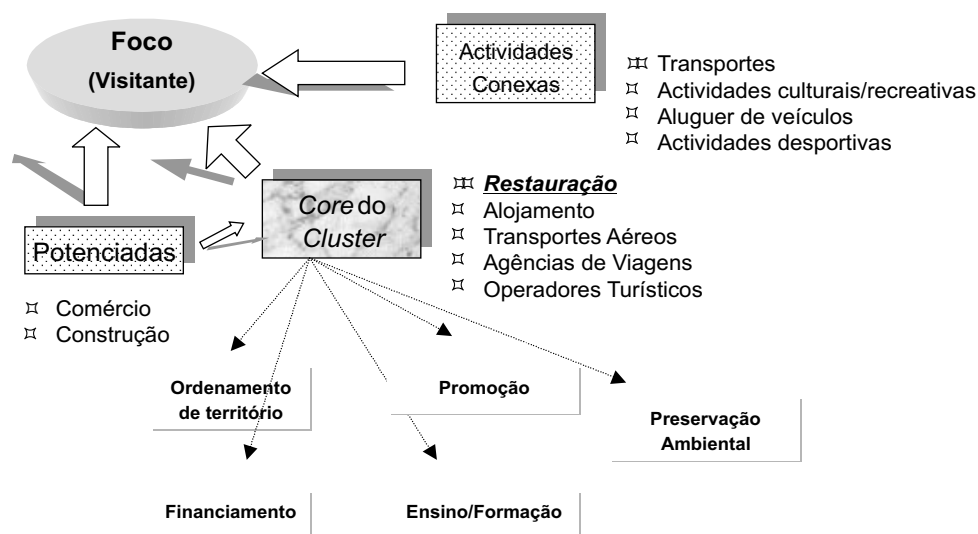 Foco
(Visitante)
Actividades
Conexas
Transportes
Actividades culturais/recreativas
Aluguer de veículos
Actividades desportivas
Core do
Cluster
Restauração
Alojamento
Transportes Aéreos
Agências de Viagens
Operadores Turísticos
Potenciadas
Comércio
Construção
Ordenamento
de território
Promoção
Preservação
Ambiental
Financiamento
Ensino/Formação